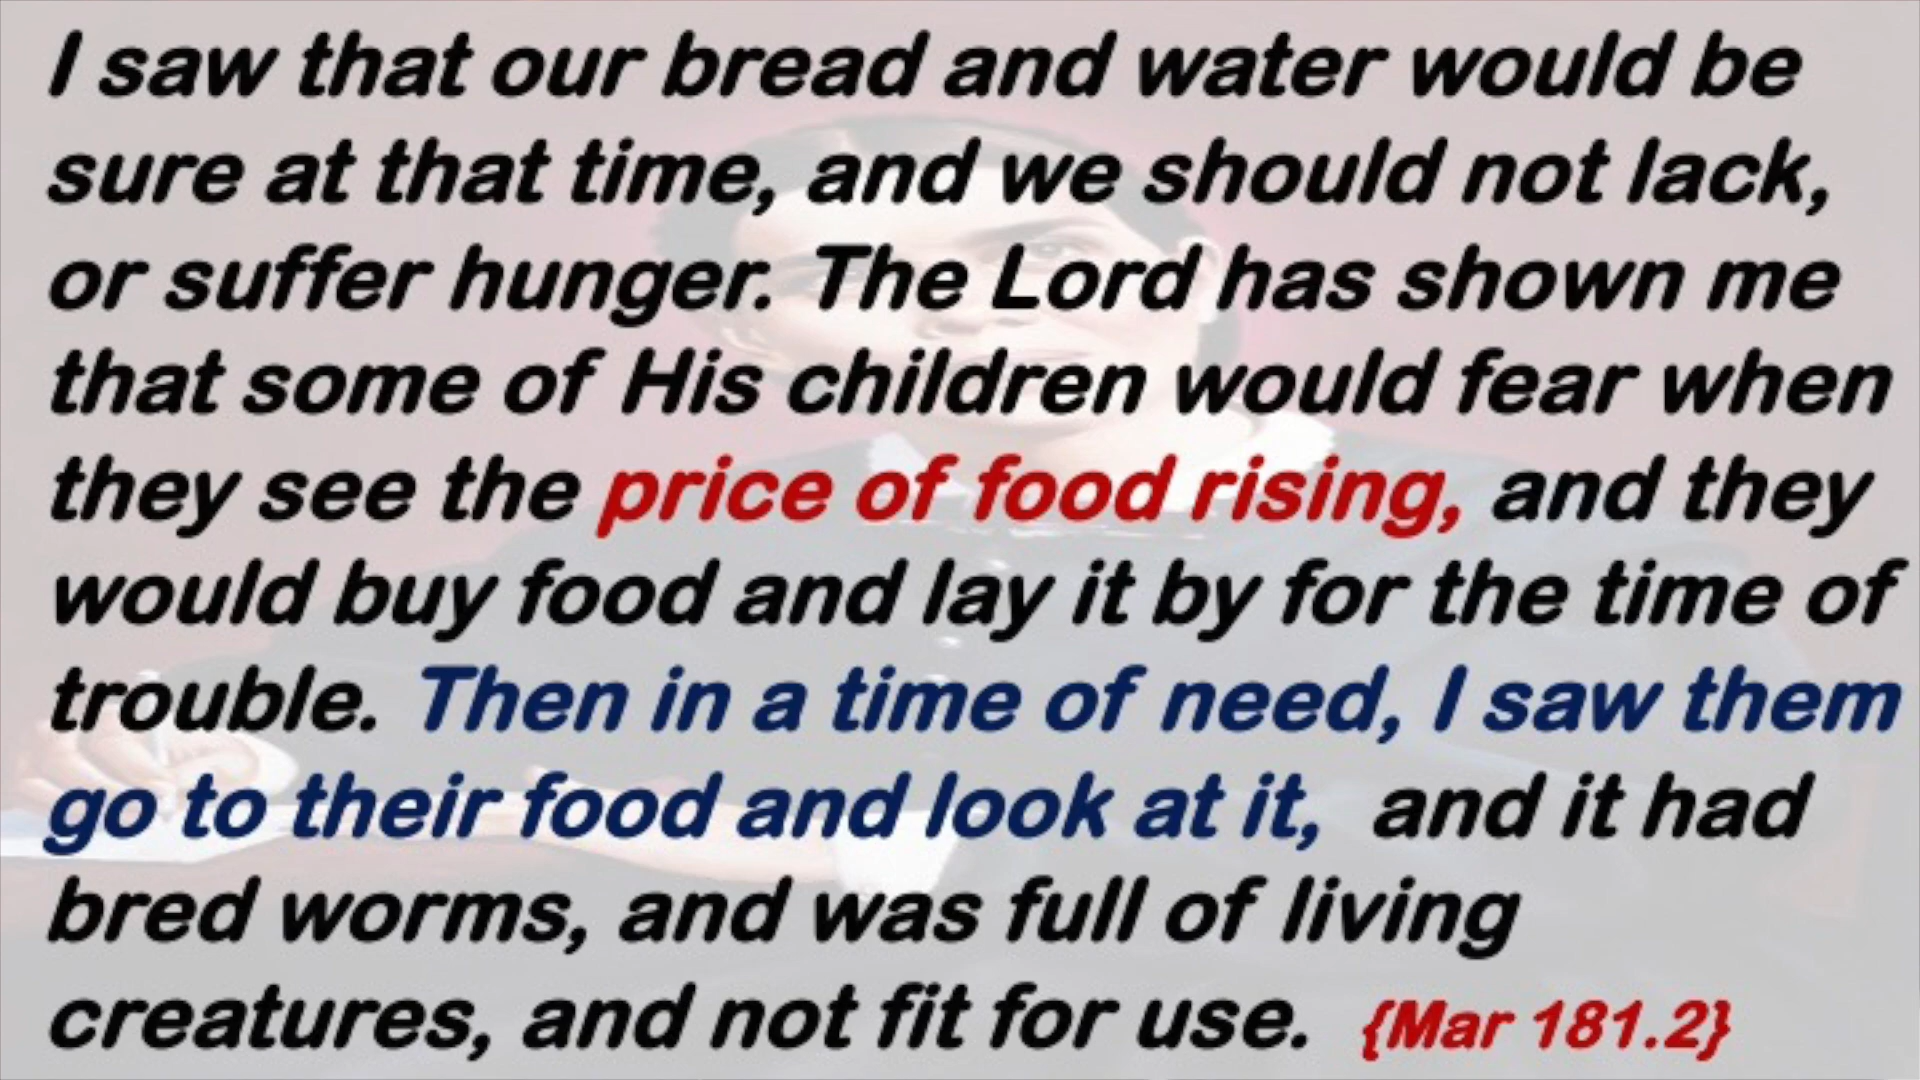 I saw that our bread and water would be
sure at that time, and we should not lack,
or suffer hunger. The Lord has shown me
that some of His children would fear when
they see the price of food rising, and they
would buy food and lay it by for the time of
trouble. Then in a time of need, I saw them
go to their food and look at it, and it had
bred worms, and was full of living
creatures, and not fit for use. {Mar 181.2}